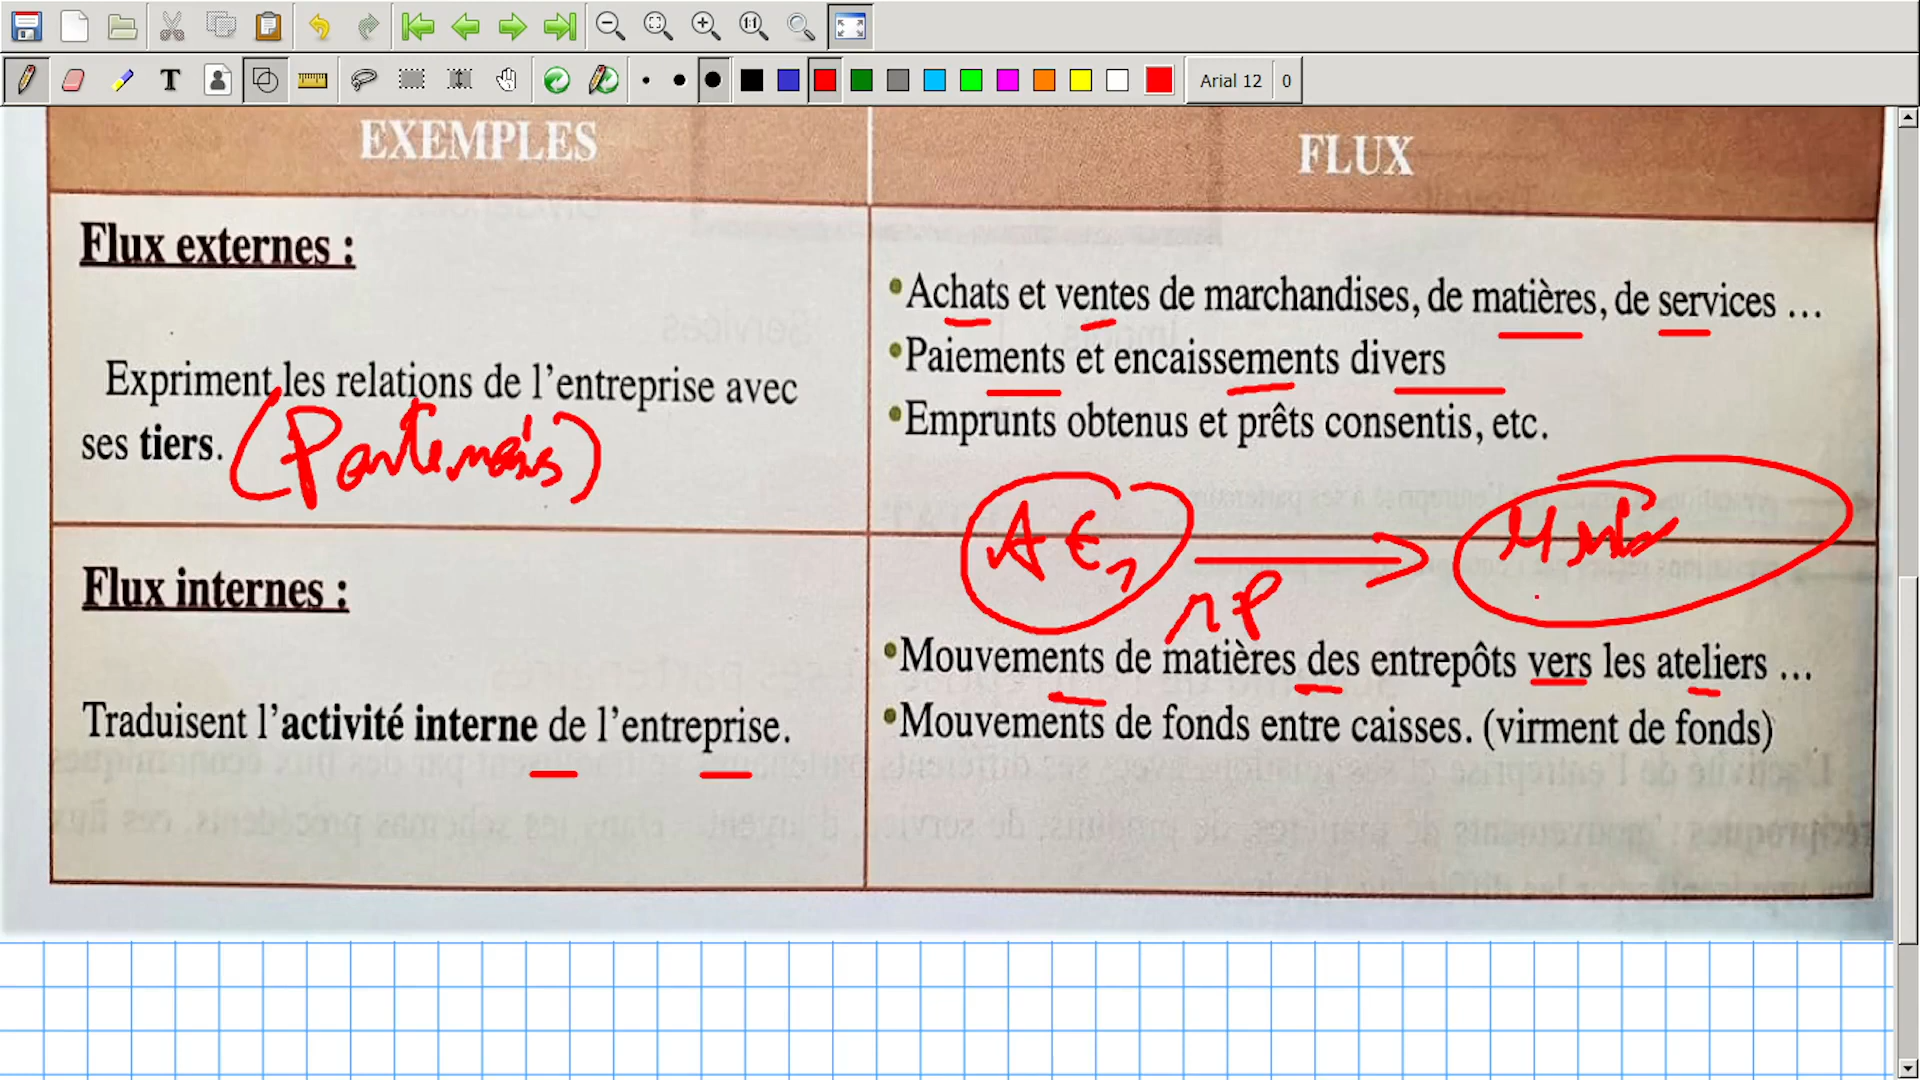 Arial 12 0
EXEMPLES
FLUX
Flux externes :
Expriment les relations de l'entreprise avec
ses tiers.
(Partenais)
•Achats et ventes de marchandises, de matières, de services ...
•Paiements et encaissements divers
•Emprunts obtenus et prêts consentis, etc.
Flux internes :
Traduisent l'activité interne de l'entreprise.
•Mouvements de matières des entrepôts vers les ateliers ...
•Mouvements de fonds entre caisses. (virment de fonds)